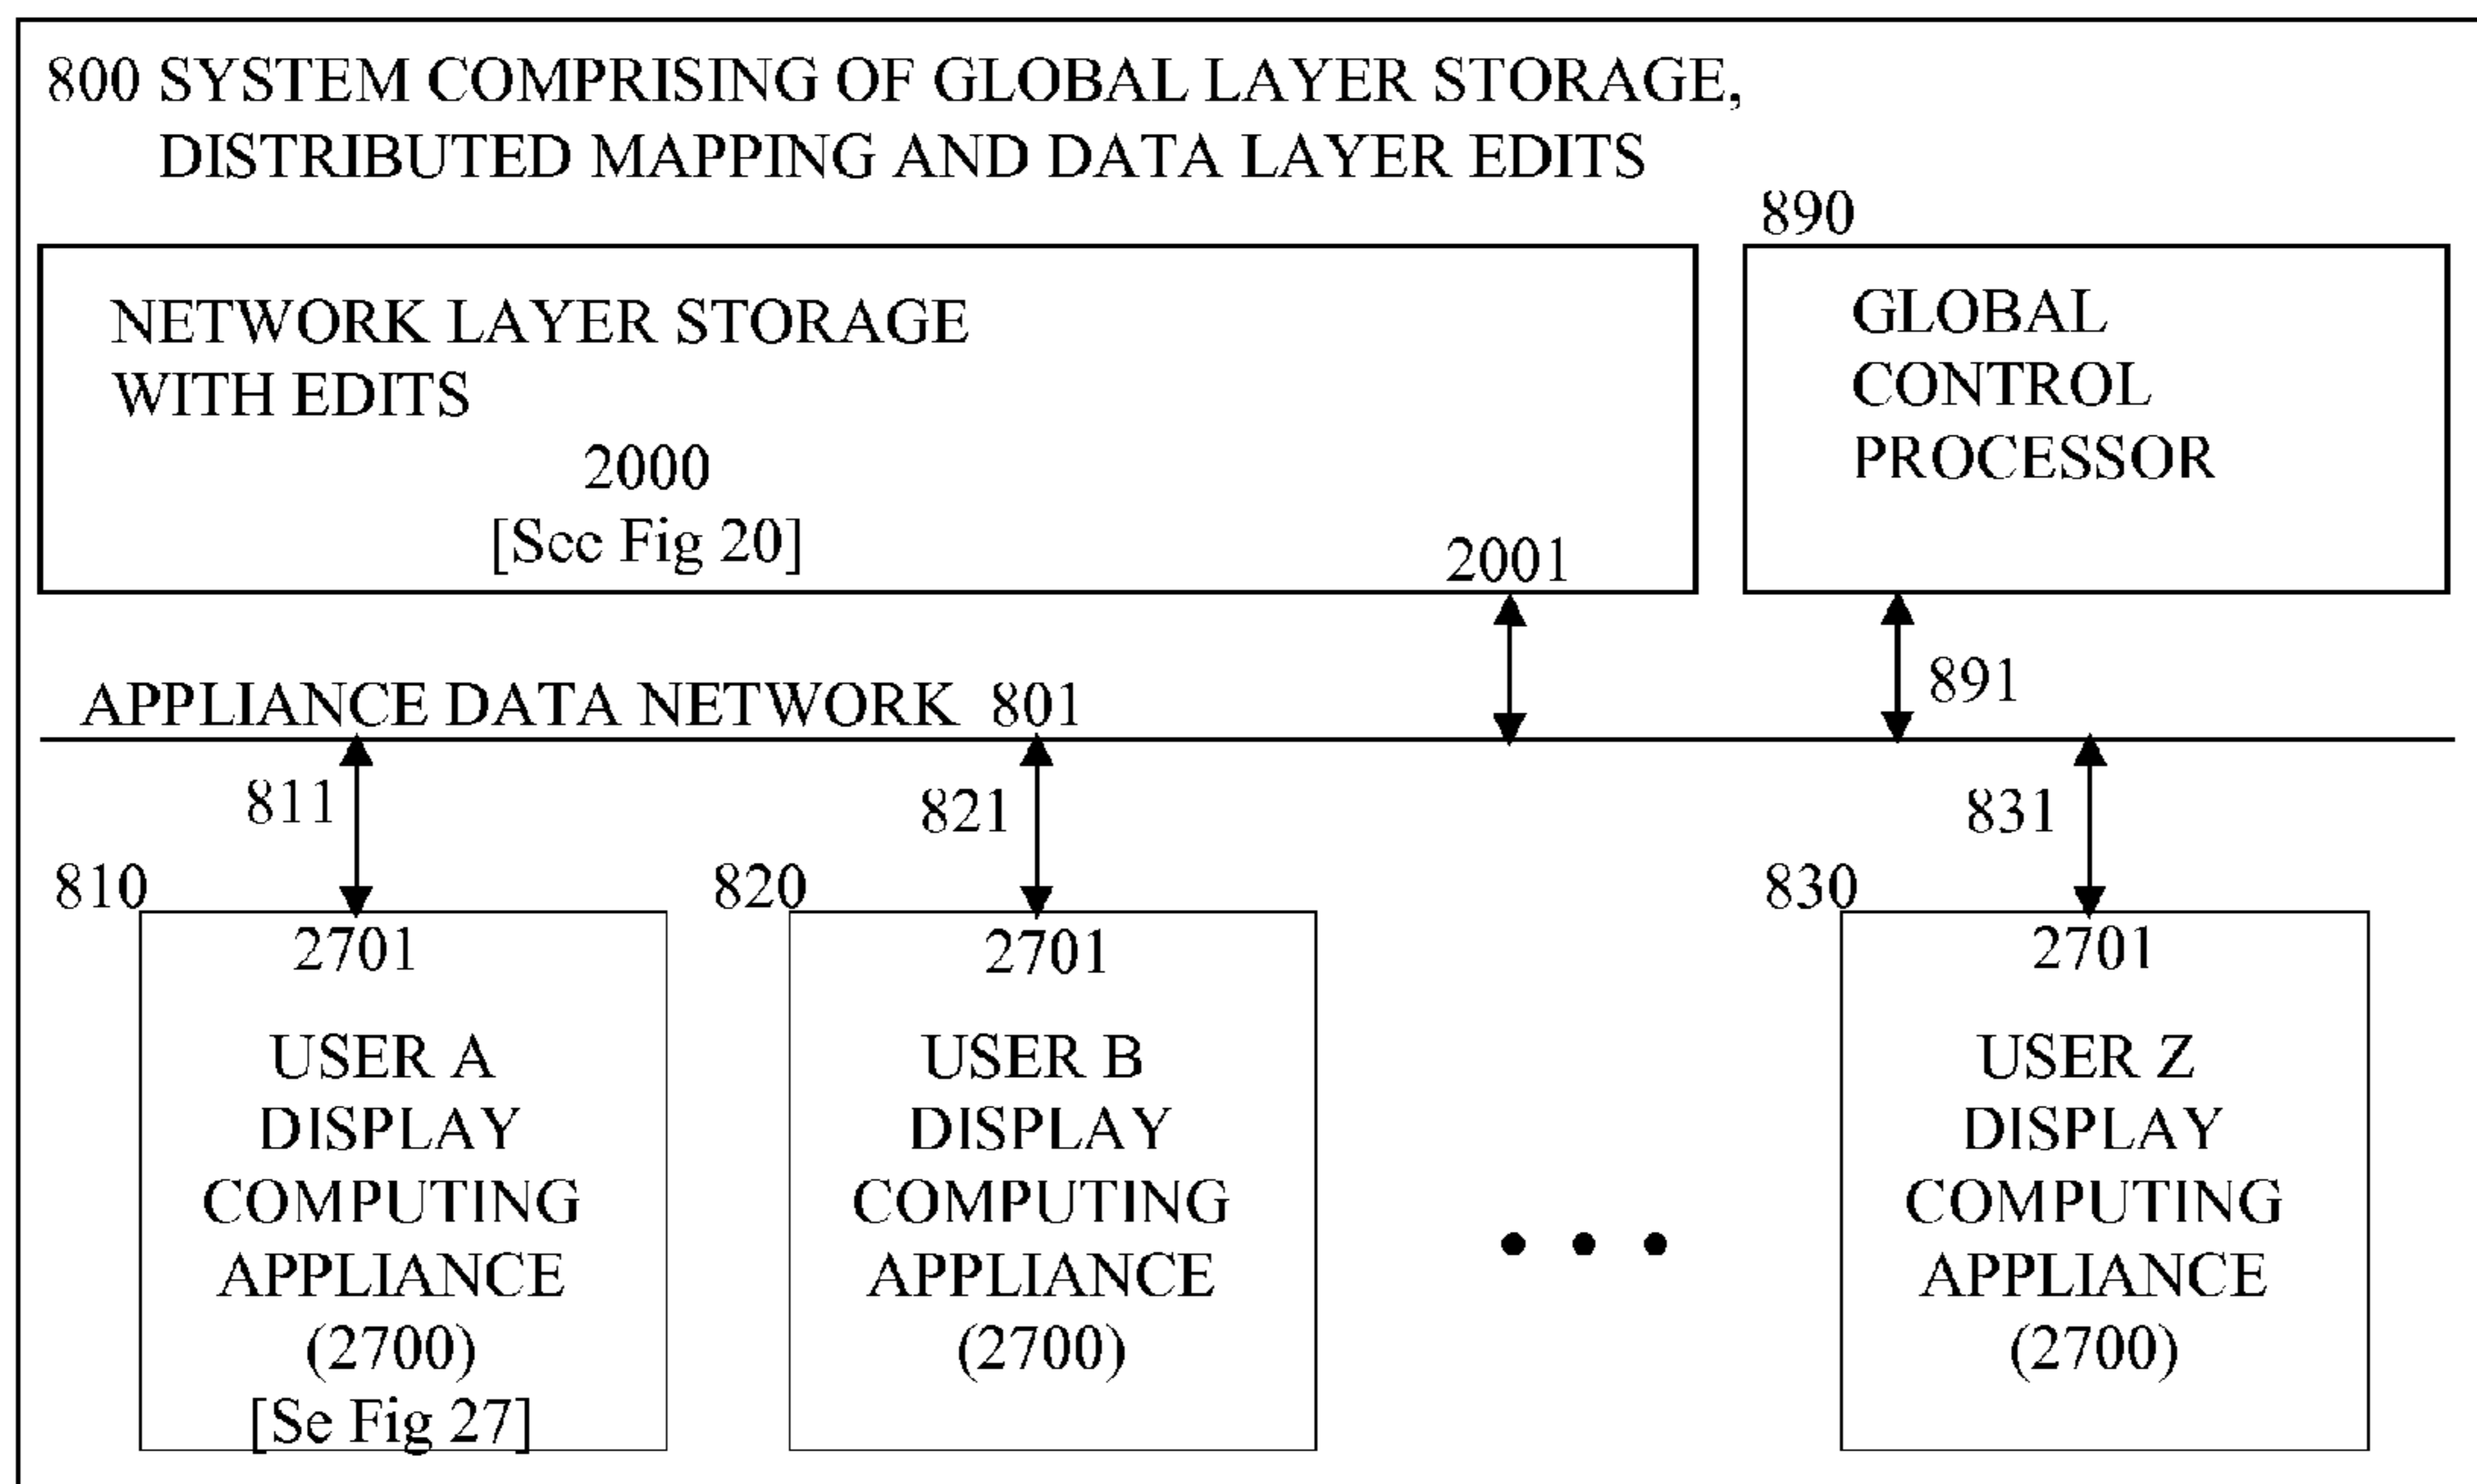 800 SYSTEM COMPRISING OF GLOBAL LAYER STORAGE,
DISTRIBUTED MAPPING AND DATA LAYER EDITS
890
NETWORK LAYER STORAGE
WITH EDITS
2000
[See Fig 20]
2001
GLOBAL
CONTROL
PROCESSOR
891
APPLIANCE DATA NETWORK 801
811
821
831
810
820
830
2701
USER A
DISPLAY
COMPUTING
APPLIANCE
(2700)
[Se Fig 27]
2701
USER B
DISPLAY
COMPUTING
APPLIANCE
(2700)
• • •
2701
USER Z
DISPLAY
COMPUTING
APPLIANCE
(2700)